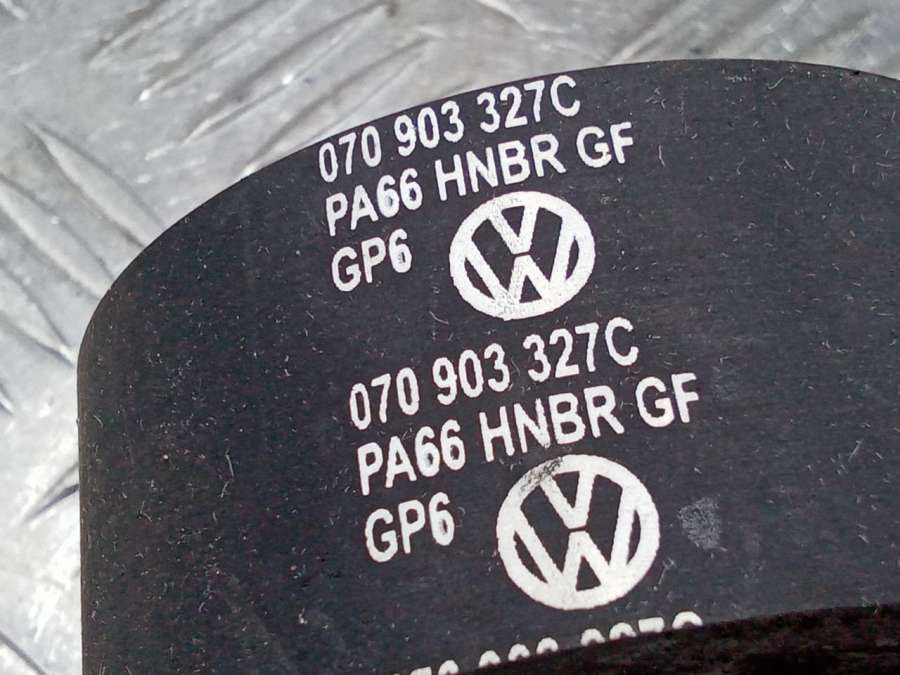 070 903 327C
PA66 HNBR GF
GP6
070 903 327C
PA66 HNBR GF
GP6